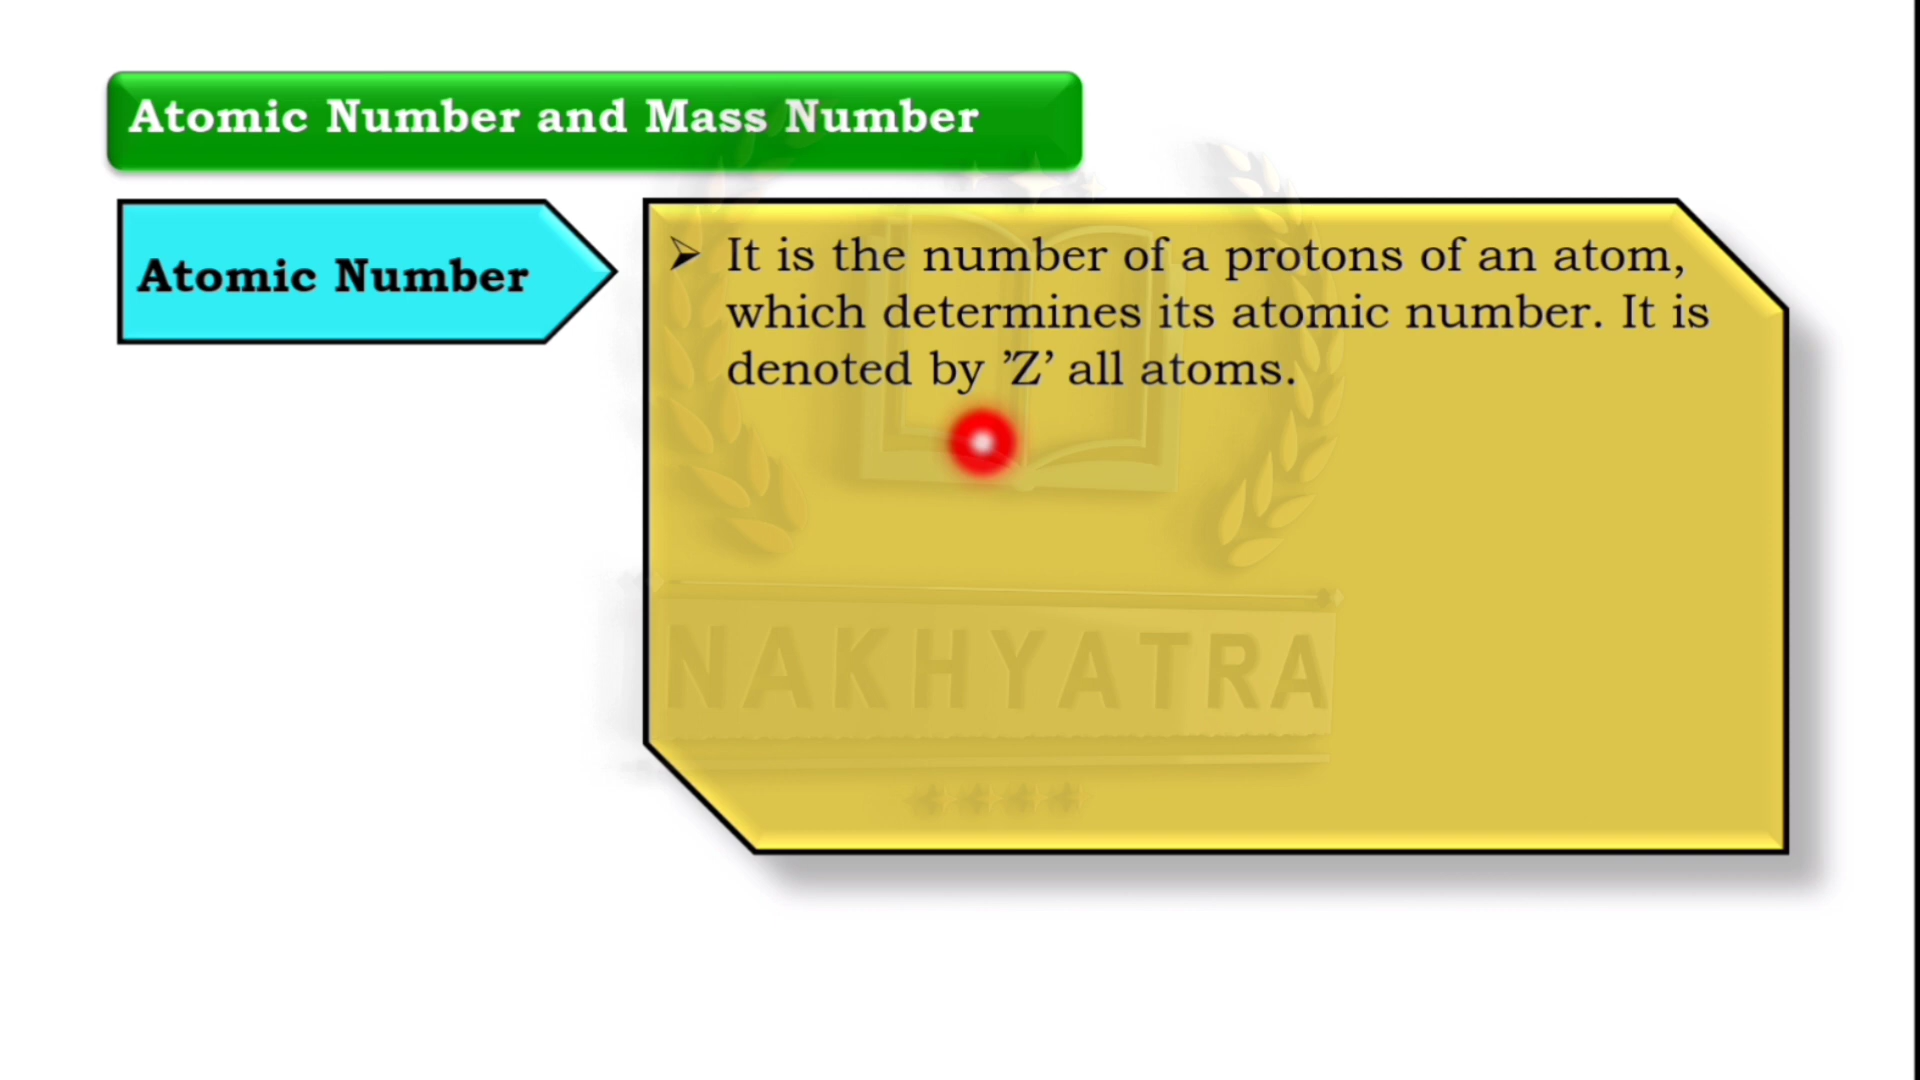 Atomic Number and Mass Number
Atomic Number
➢ It is the number of a protons of an atom,
which determines its atomic number. It is
denoted by ’Z’ all atoms.
NAKHYATRA